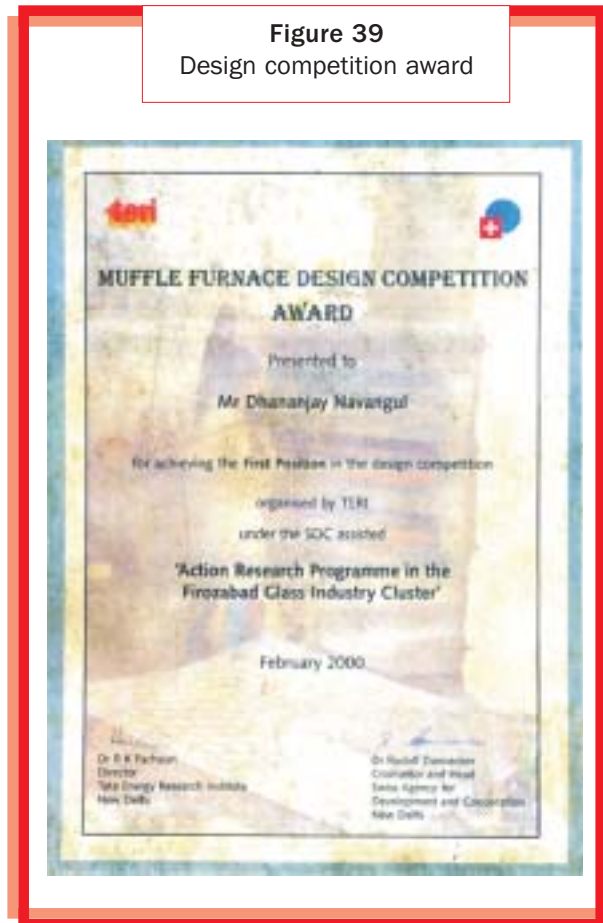 Figure 39
Design competition award
teri
MUFFLE FURNACE DESIGN COMPETITION
AWARD
Presented to
Mr Dhananjay Navangul
for achieving the First Position in the design competition
organised by TERI
under the SDC assisted
'Action Research Programme in the
Firozabad Glass Industry Cluster'
February 2000
Dr R K Pachauri
Director
Tata Energy Research Institute
New Delhi
Dr Rudolf
Counsellor and Head
Swiss Agency for
Development and Cooperation
New Delhi